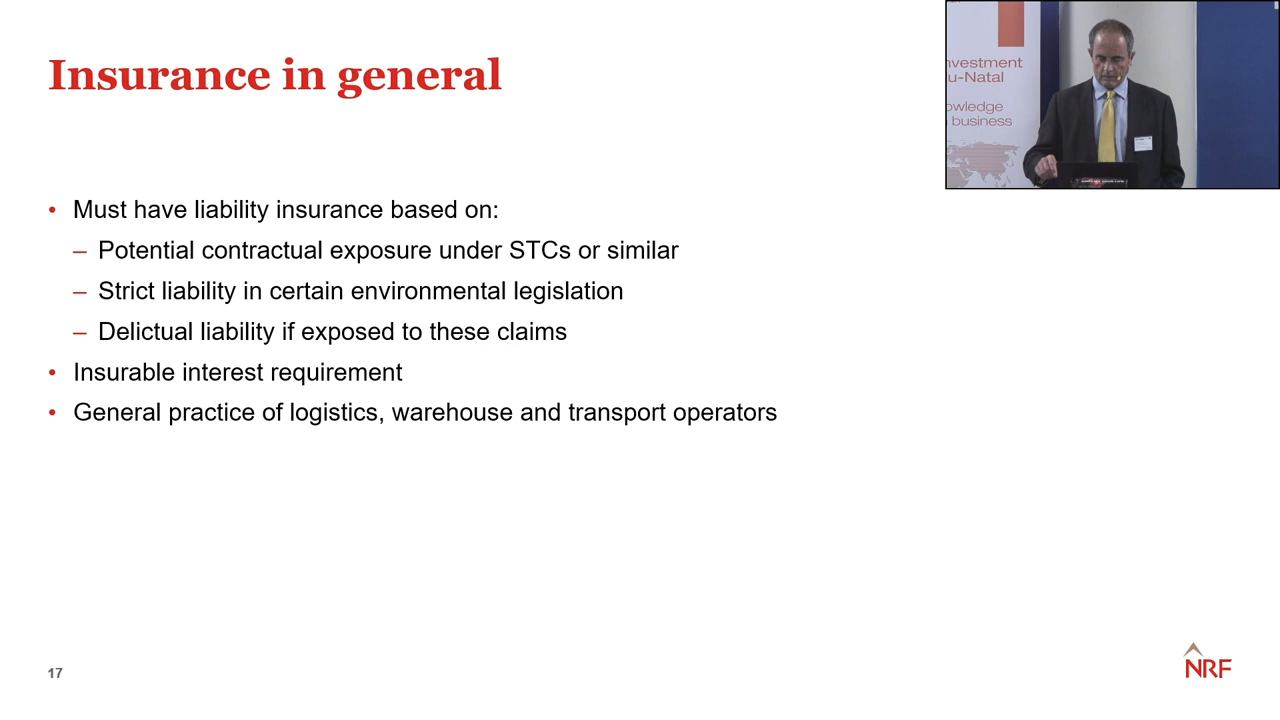 Insurance in general
nvestment
u-Natal
owledge
business
• Must have liability insurance based on:
– Potential contractual exposure under STCs or similar
– Strict liability in certain environmental legislation
– Delictual liability if exposed to these claims
• Insurable interest requirement
• General practice of logistics, warehouse and transport operators
17
NRF